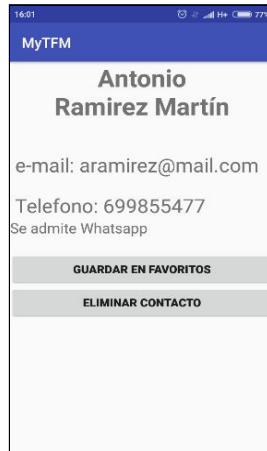 16:01 H+ 77%
MyTFM
Antonio
Ramirez Martín
e-mail: aramirez@mail.com
Telefono: 699855477
Se admite Whatsapp
GUARDAR EN FAVORITOS
ELIMINAR CONTACTO